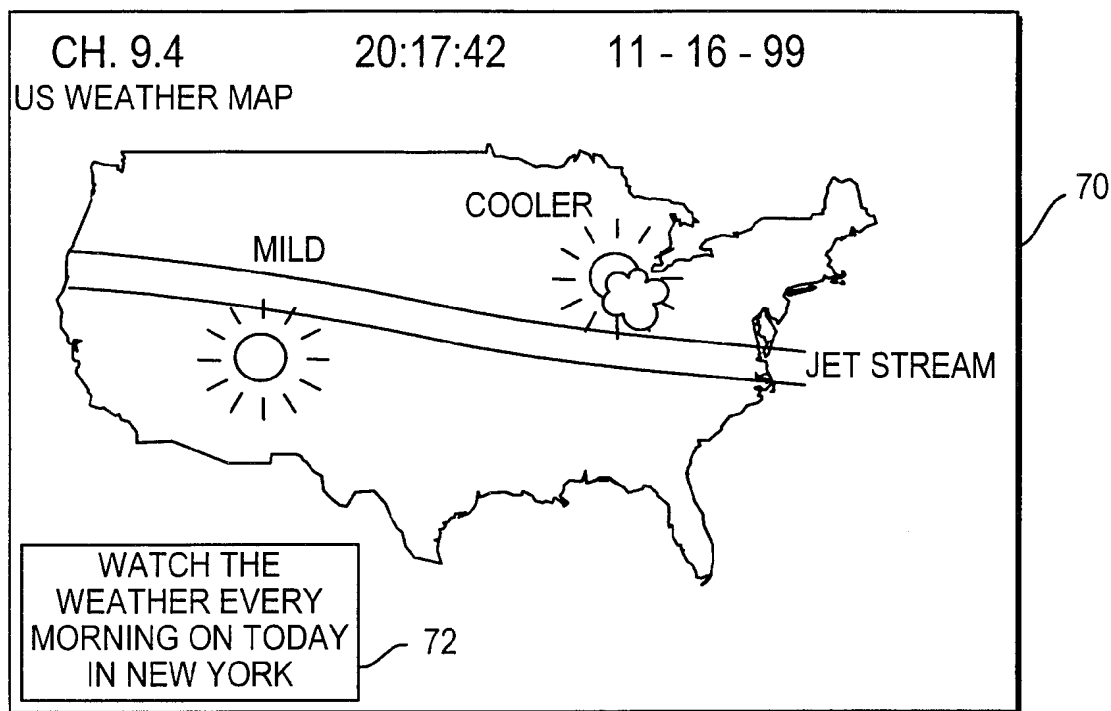 CH. 9.4 20:17:42 11 - 16 - 99
US WEATHER MAP
COOLER
70
MILD
JET STREAM
WATCH THE
WEATHER EVERY
MORNING ON TODAY
IN NEW YORK
72